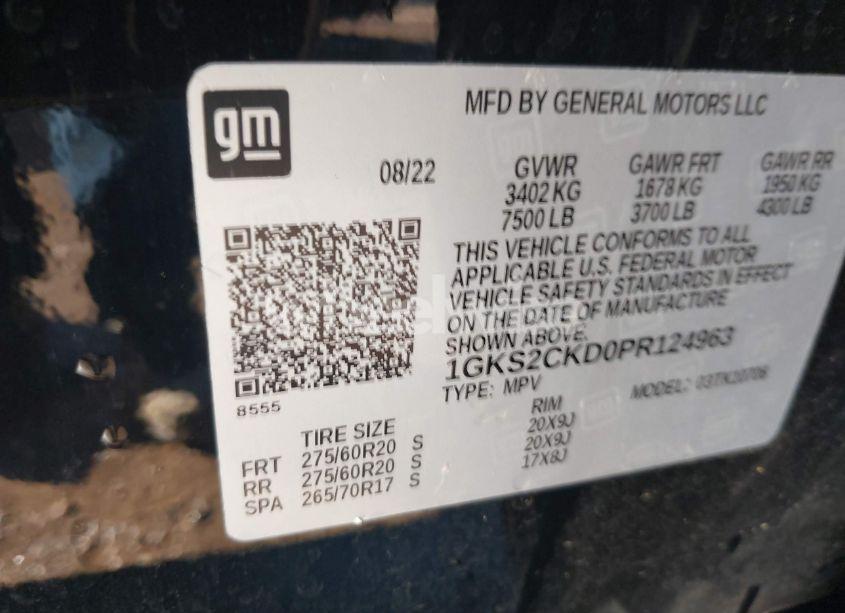 gm
MFD BY GENERAL MOTORS LLC
08/22 GVWR GAWR FRT GAWR RR
3402 KG 1678 KG 1950 KG
7500 LB 3700 LB 4300 LB
THIS VEHICLE CONFORMS TO ALL
APPLICABLE U.S. FEDERAL MOTOR
VEHICLE SAFETY STANDARDS IN EFFECT
ON THE DATE OF MANUFACTURE
SHOWN ABOVE.
1GKS2CKD0PR124963
TYPE: MPV MODEL: 03TK10706
8555
TIRE SIZE RIM
FRT 275/60R20 S 20X9J
RR 275/60R20 S 20X9J
SPA 265/70R17 S 17X8J